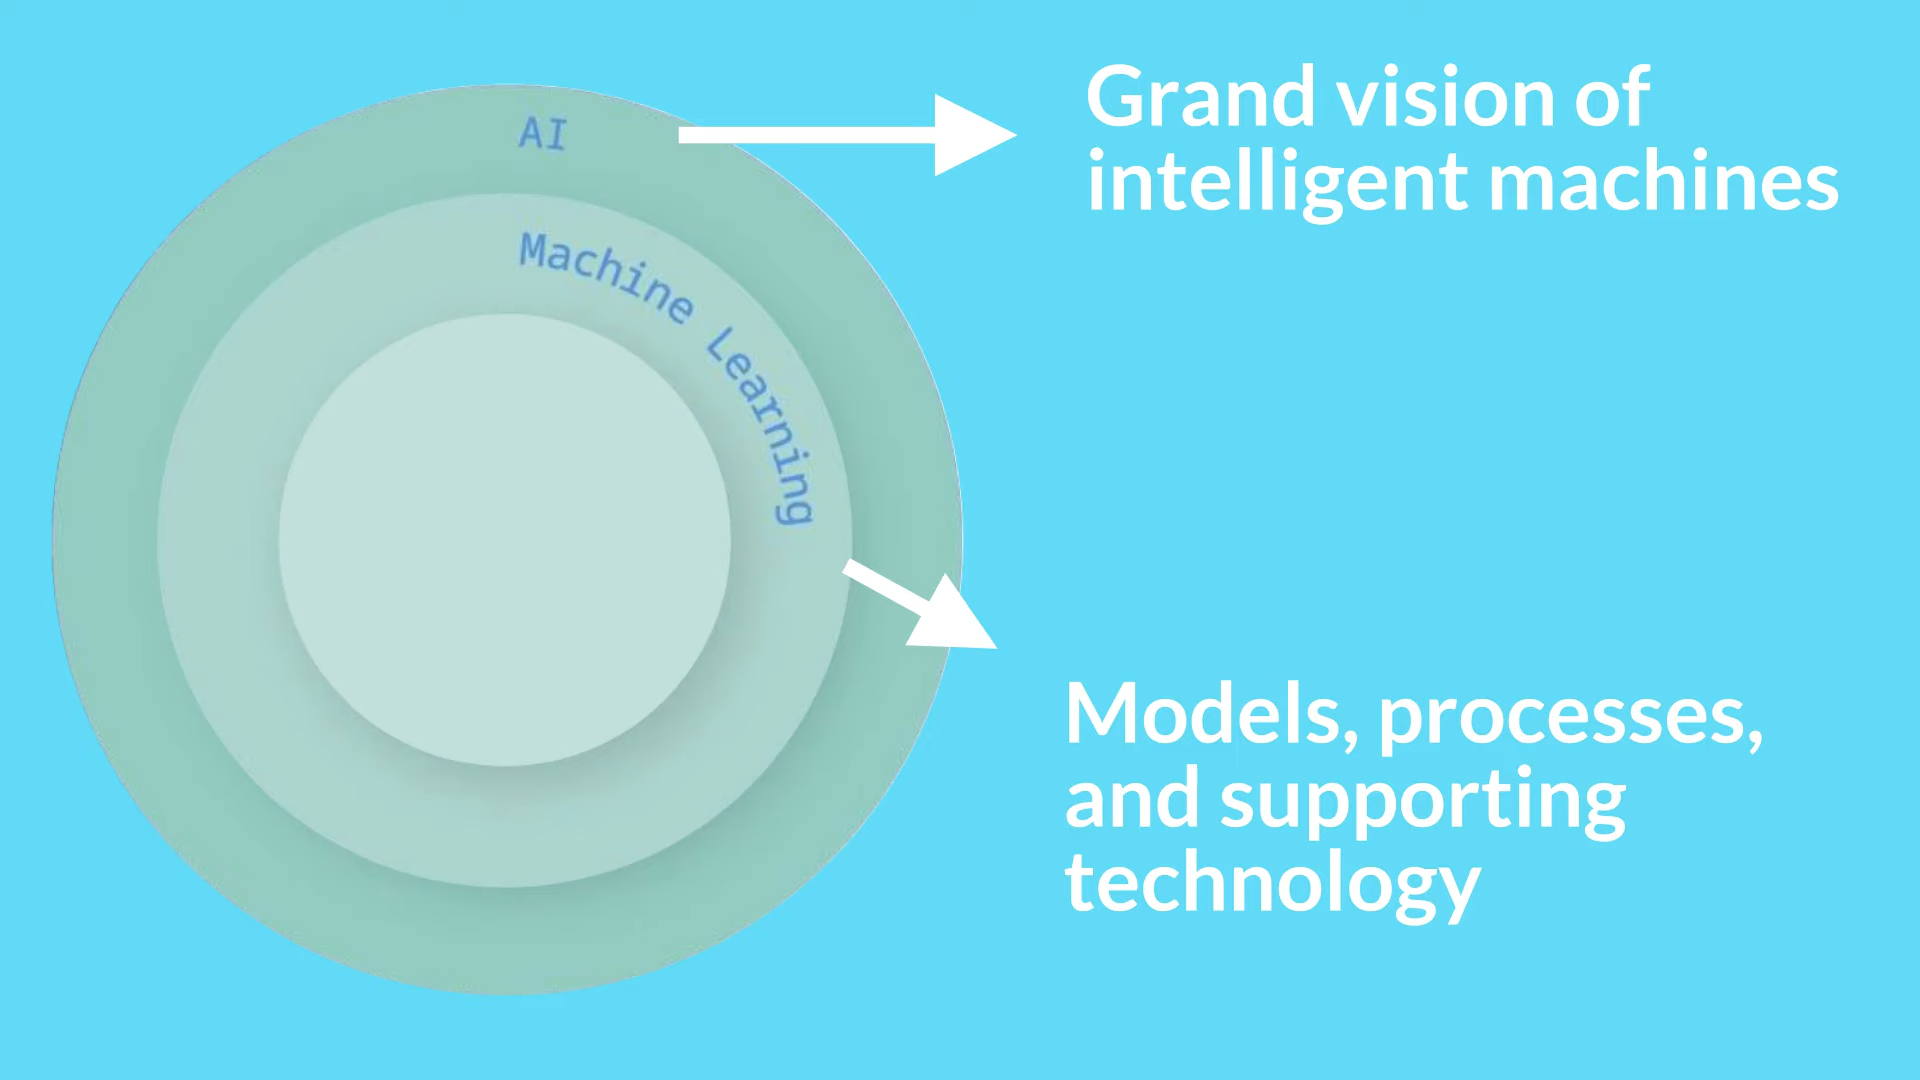 AI
Machine Learning
Grand vision of
intelligent machines
Models, processes,
and supporting
technology